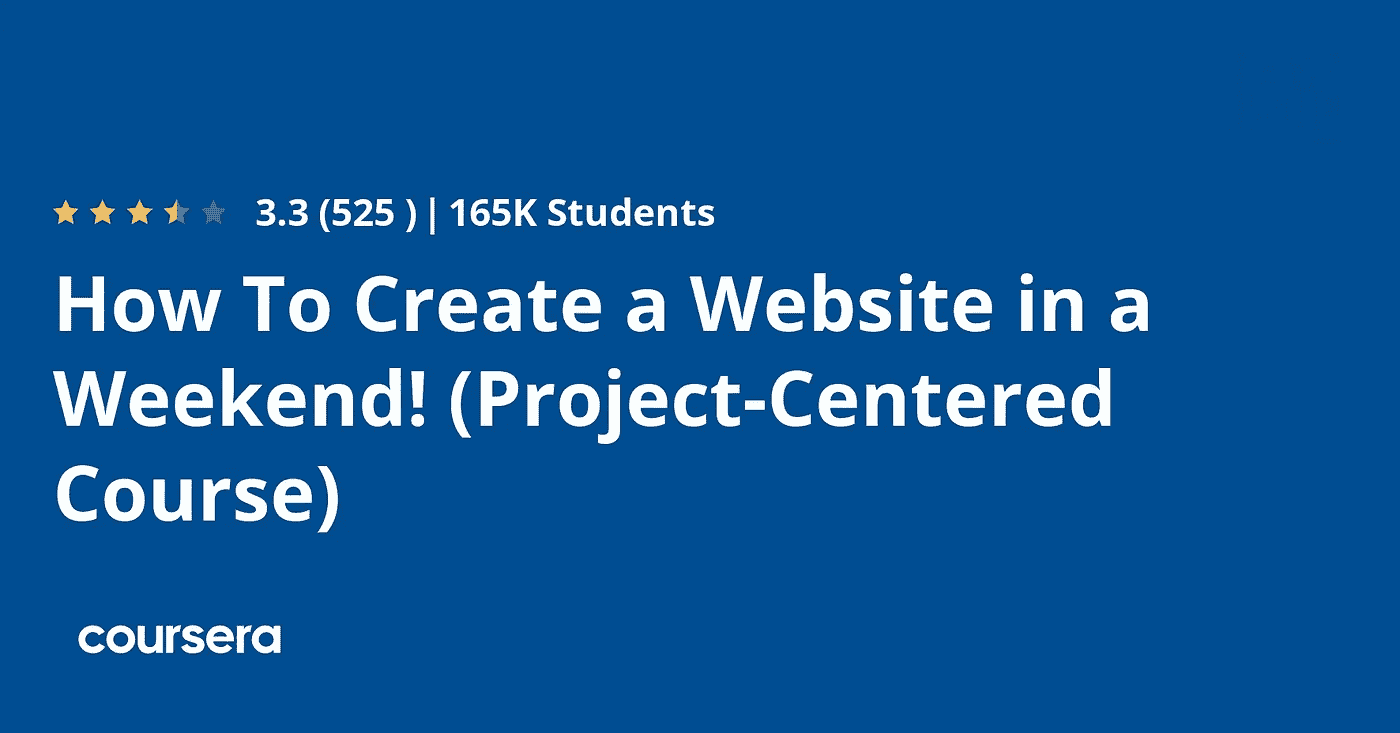 3.3 (525 ) | 165K Students
How To Create a Website in a
Weekend! (Project-Centered
Course)
coursera